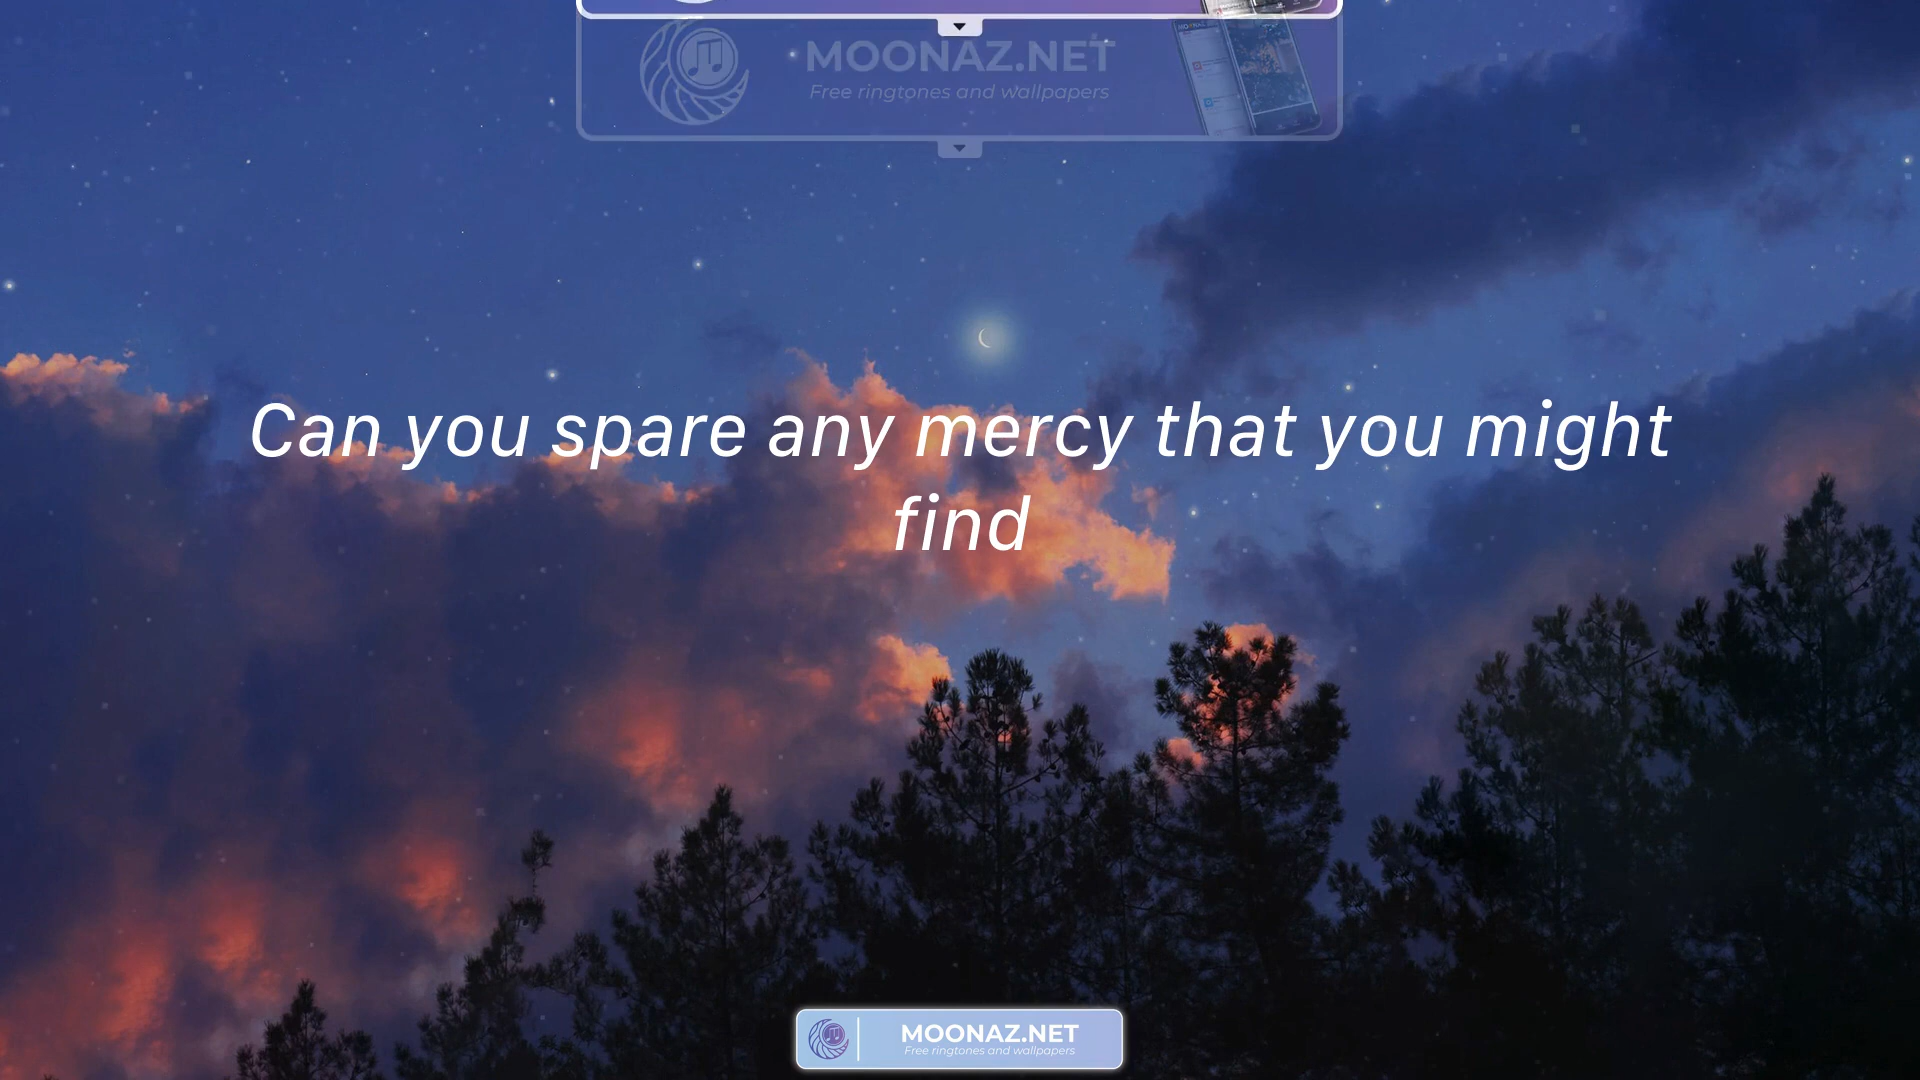 MOONAZ.NET
Free ringtones and wallpapers
Can you spare any mercy that you might
find
MOONAZ.NET
Free ringtones and wallpapers